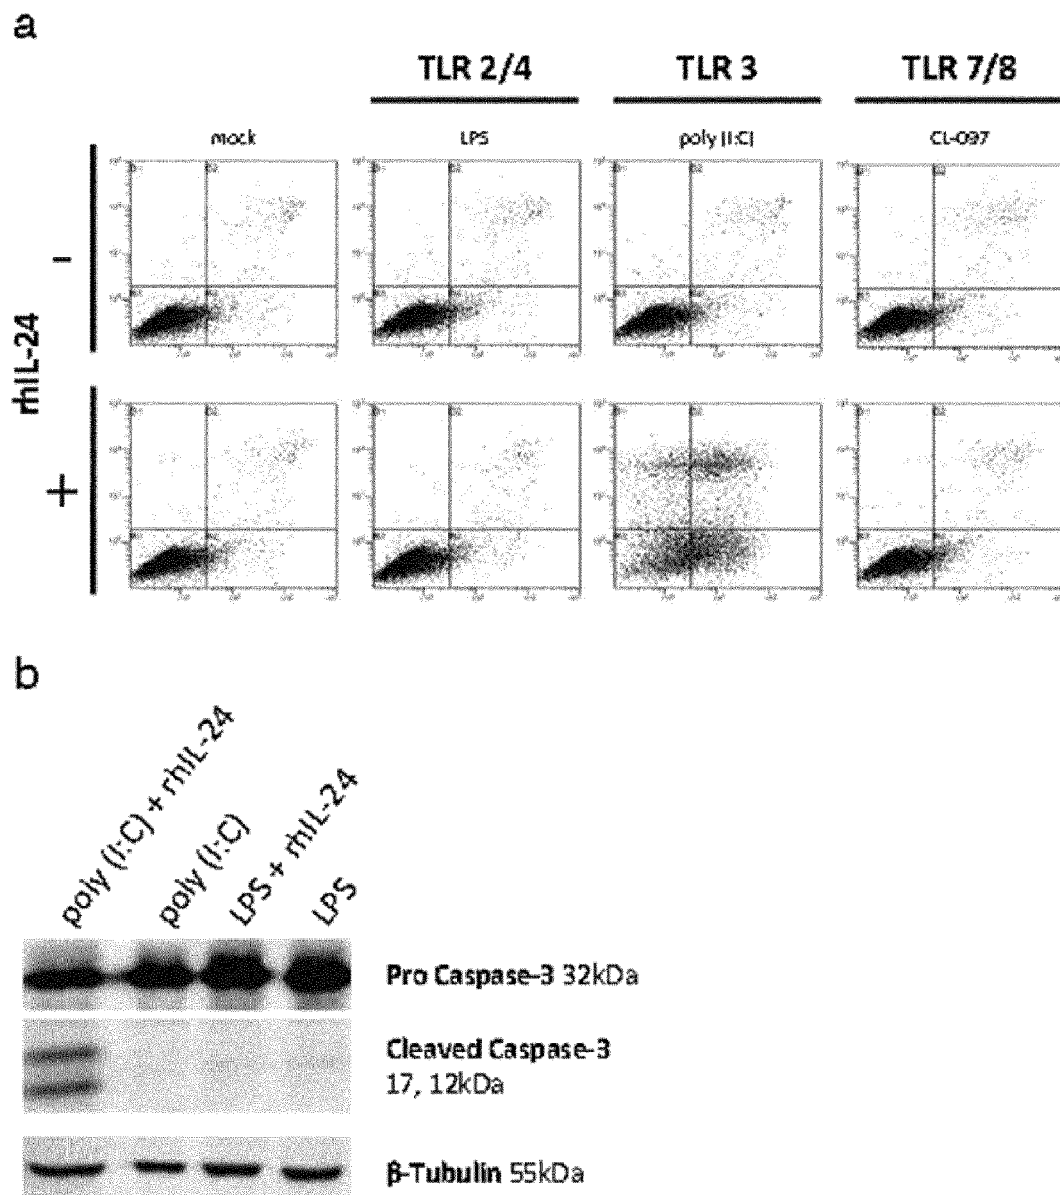 a
TLR 2/4 TLR 3 TLR 7/8
mock LPS poly (I:C) CL-097
rhIL-24
-
+
b
poly (I:C) + rhIL-24
poly (I:C)
LPS + rhIL-24
LPS
Pro Caspase-3 32kDa
Cleaved Caspase-3
17, 12kDa
β-Tubulin 55kDa